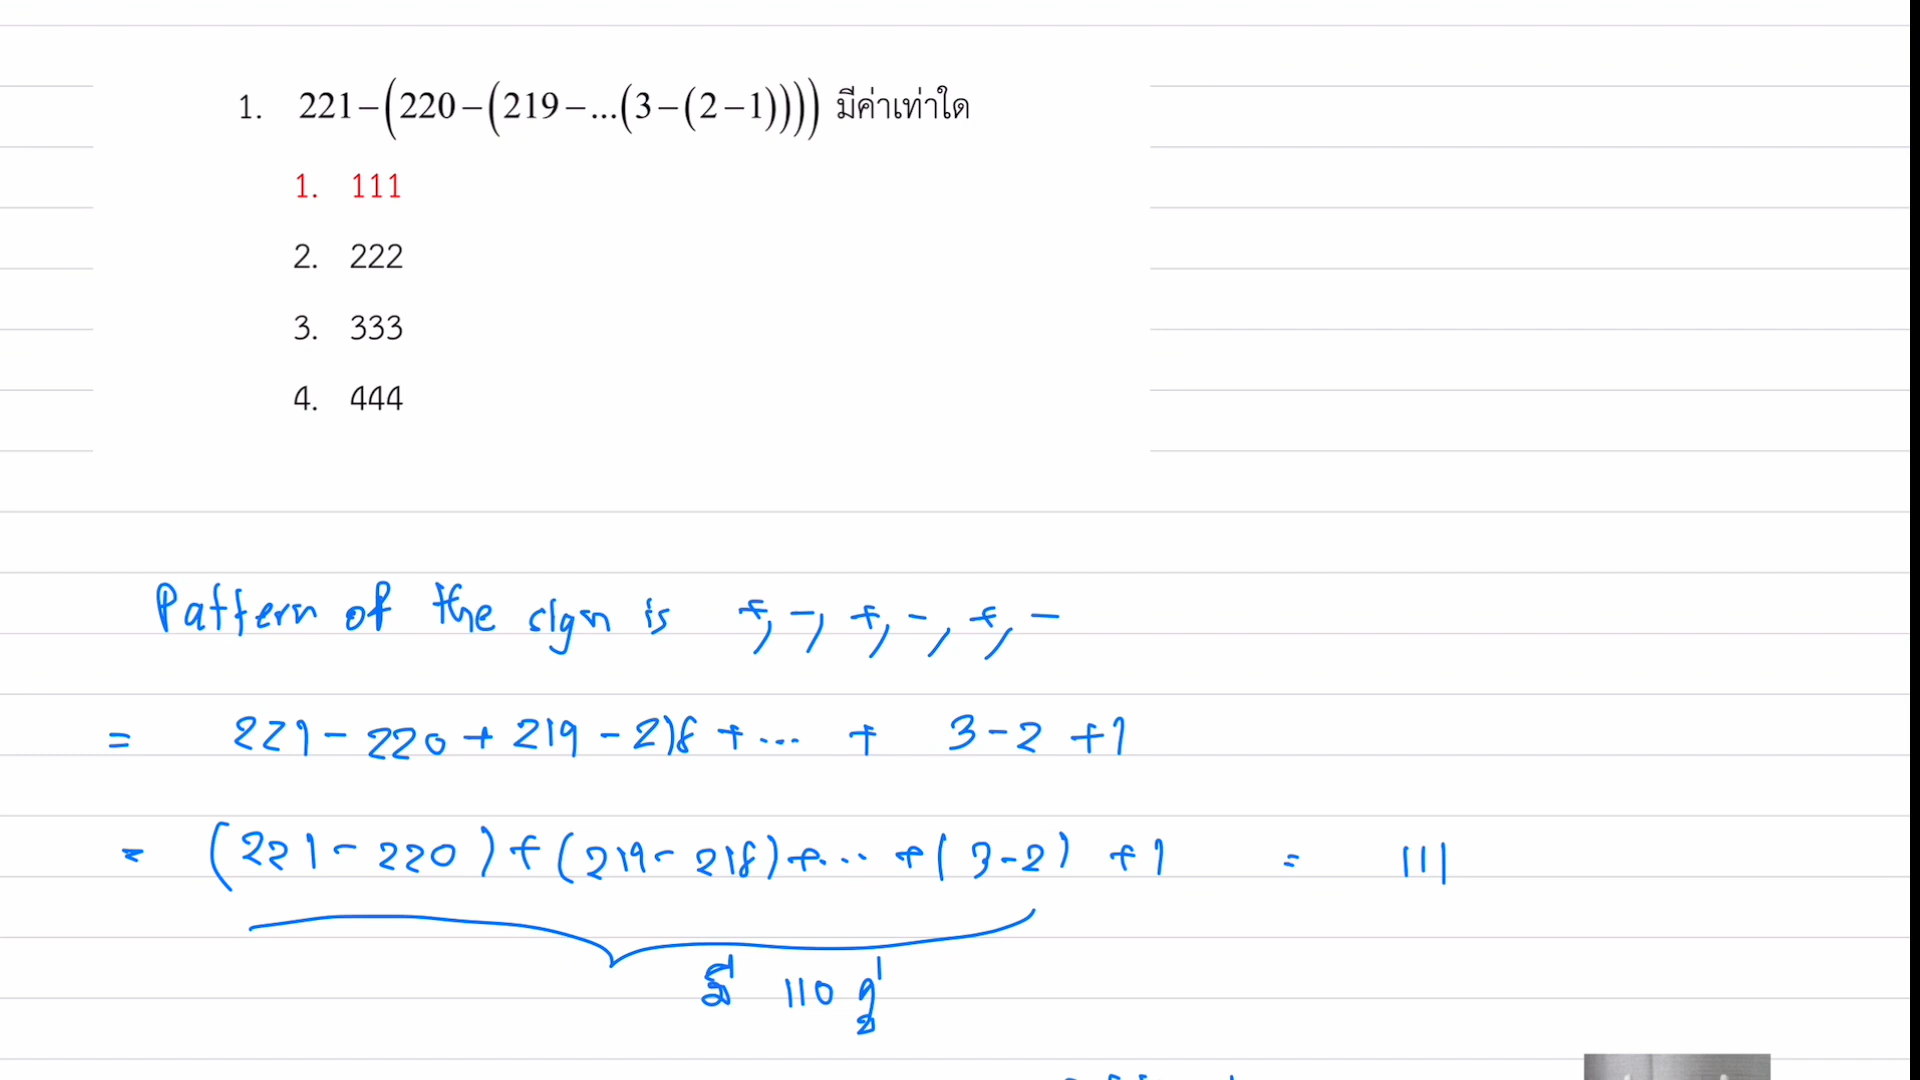 1. 221−(220−(219−...(3−(2−1)))) มีค่าเท่าใด
1. 111
2. 222
3. 333
4. 444
Pattern of the sign is +, −, +, −, +, −
= 221 − 220 + 219 − 218 + ... + 3 − 2 + 1
= (221 − 220) + (219 − 218) + ... + (3 − 2) + 1 = 111
มี 110 คู่